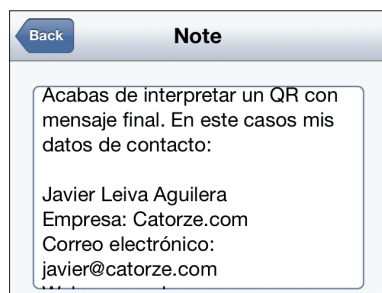 Back
Note
Acabas de interpretar un QR con
mensaje final. En este casos mis
datos de contacto:
Javier Leiva Aguilera
Empresa: Catorze.com
Correo electrónico:
javier@catorze.com